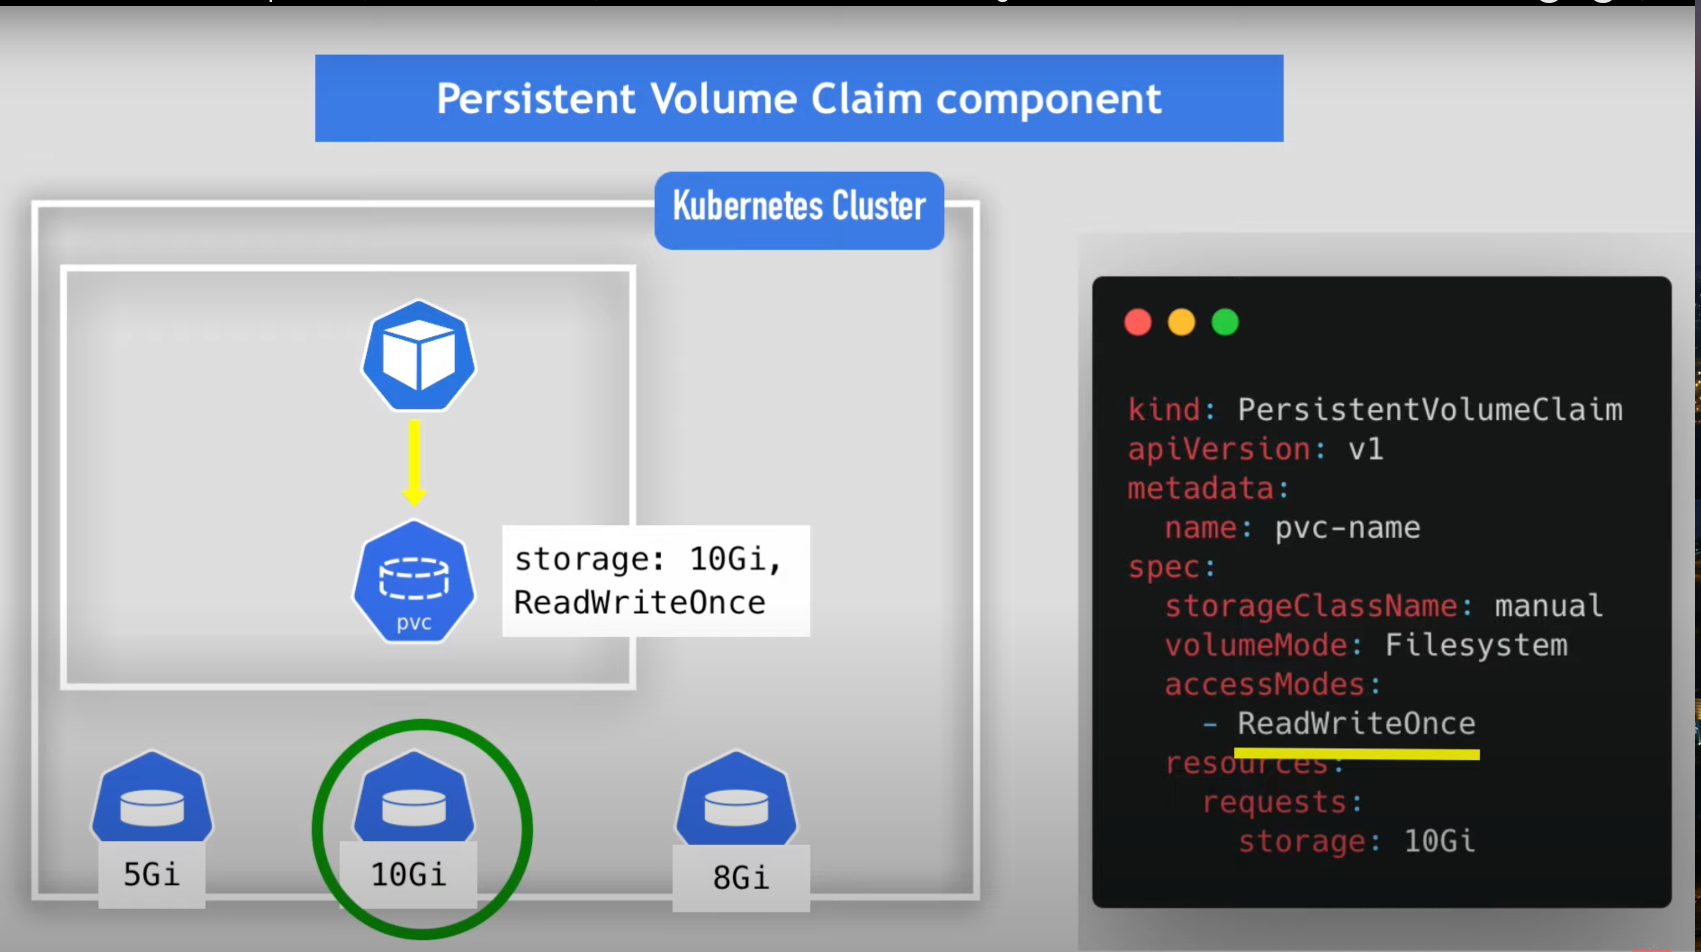 Persistent Volume Claim component
Kubernetes Cluster
pvc
storage: 10Gi,
ReadWriteOnce
5Gi
10Gi
8Gi
kind: PersistentVolumeClaim
apiVersion: v1
metadata:
name: pvc-name
spec:
storageClassName: manual
volumeMode: Filesystem
accessModes:
- ReadWriteOnce
resources:
requests:
storage: 10Gi